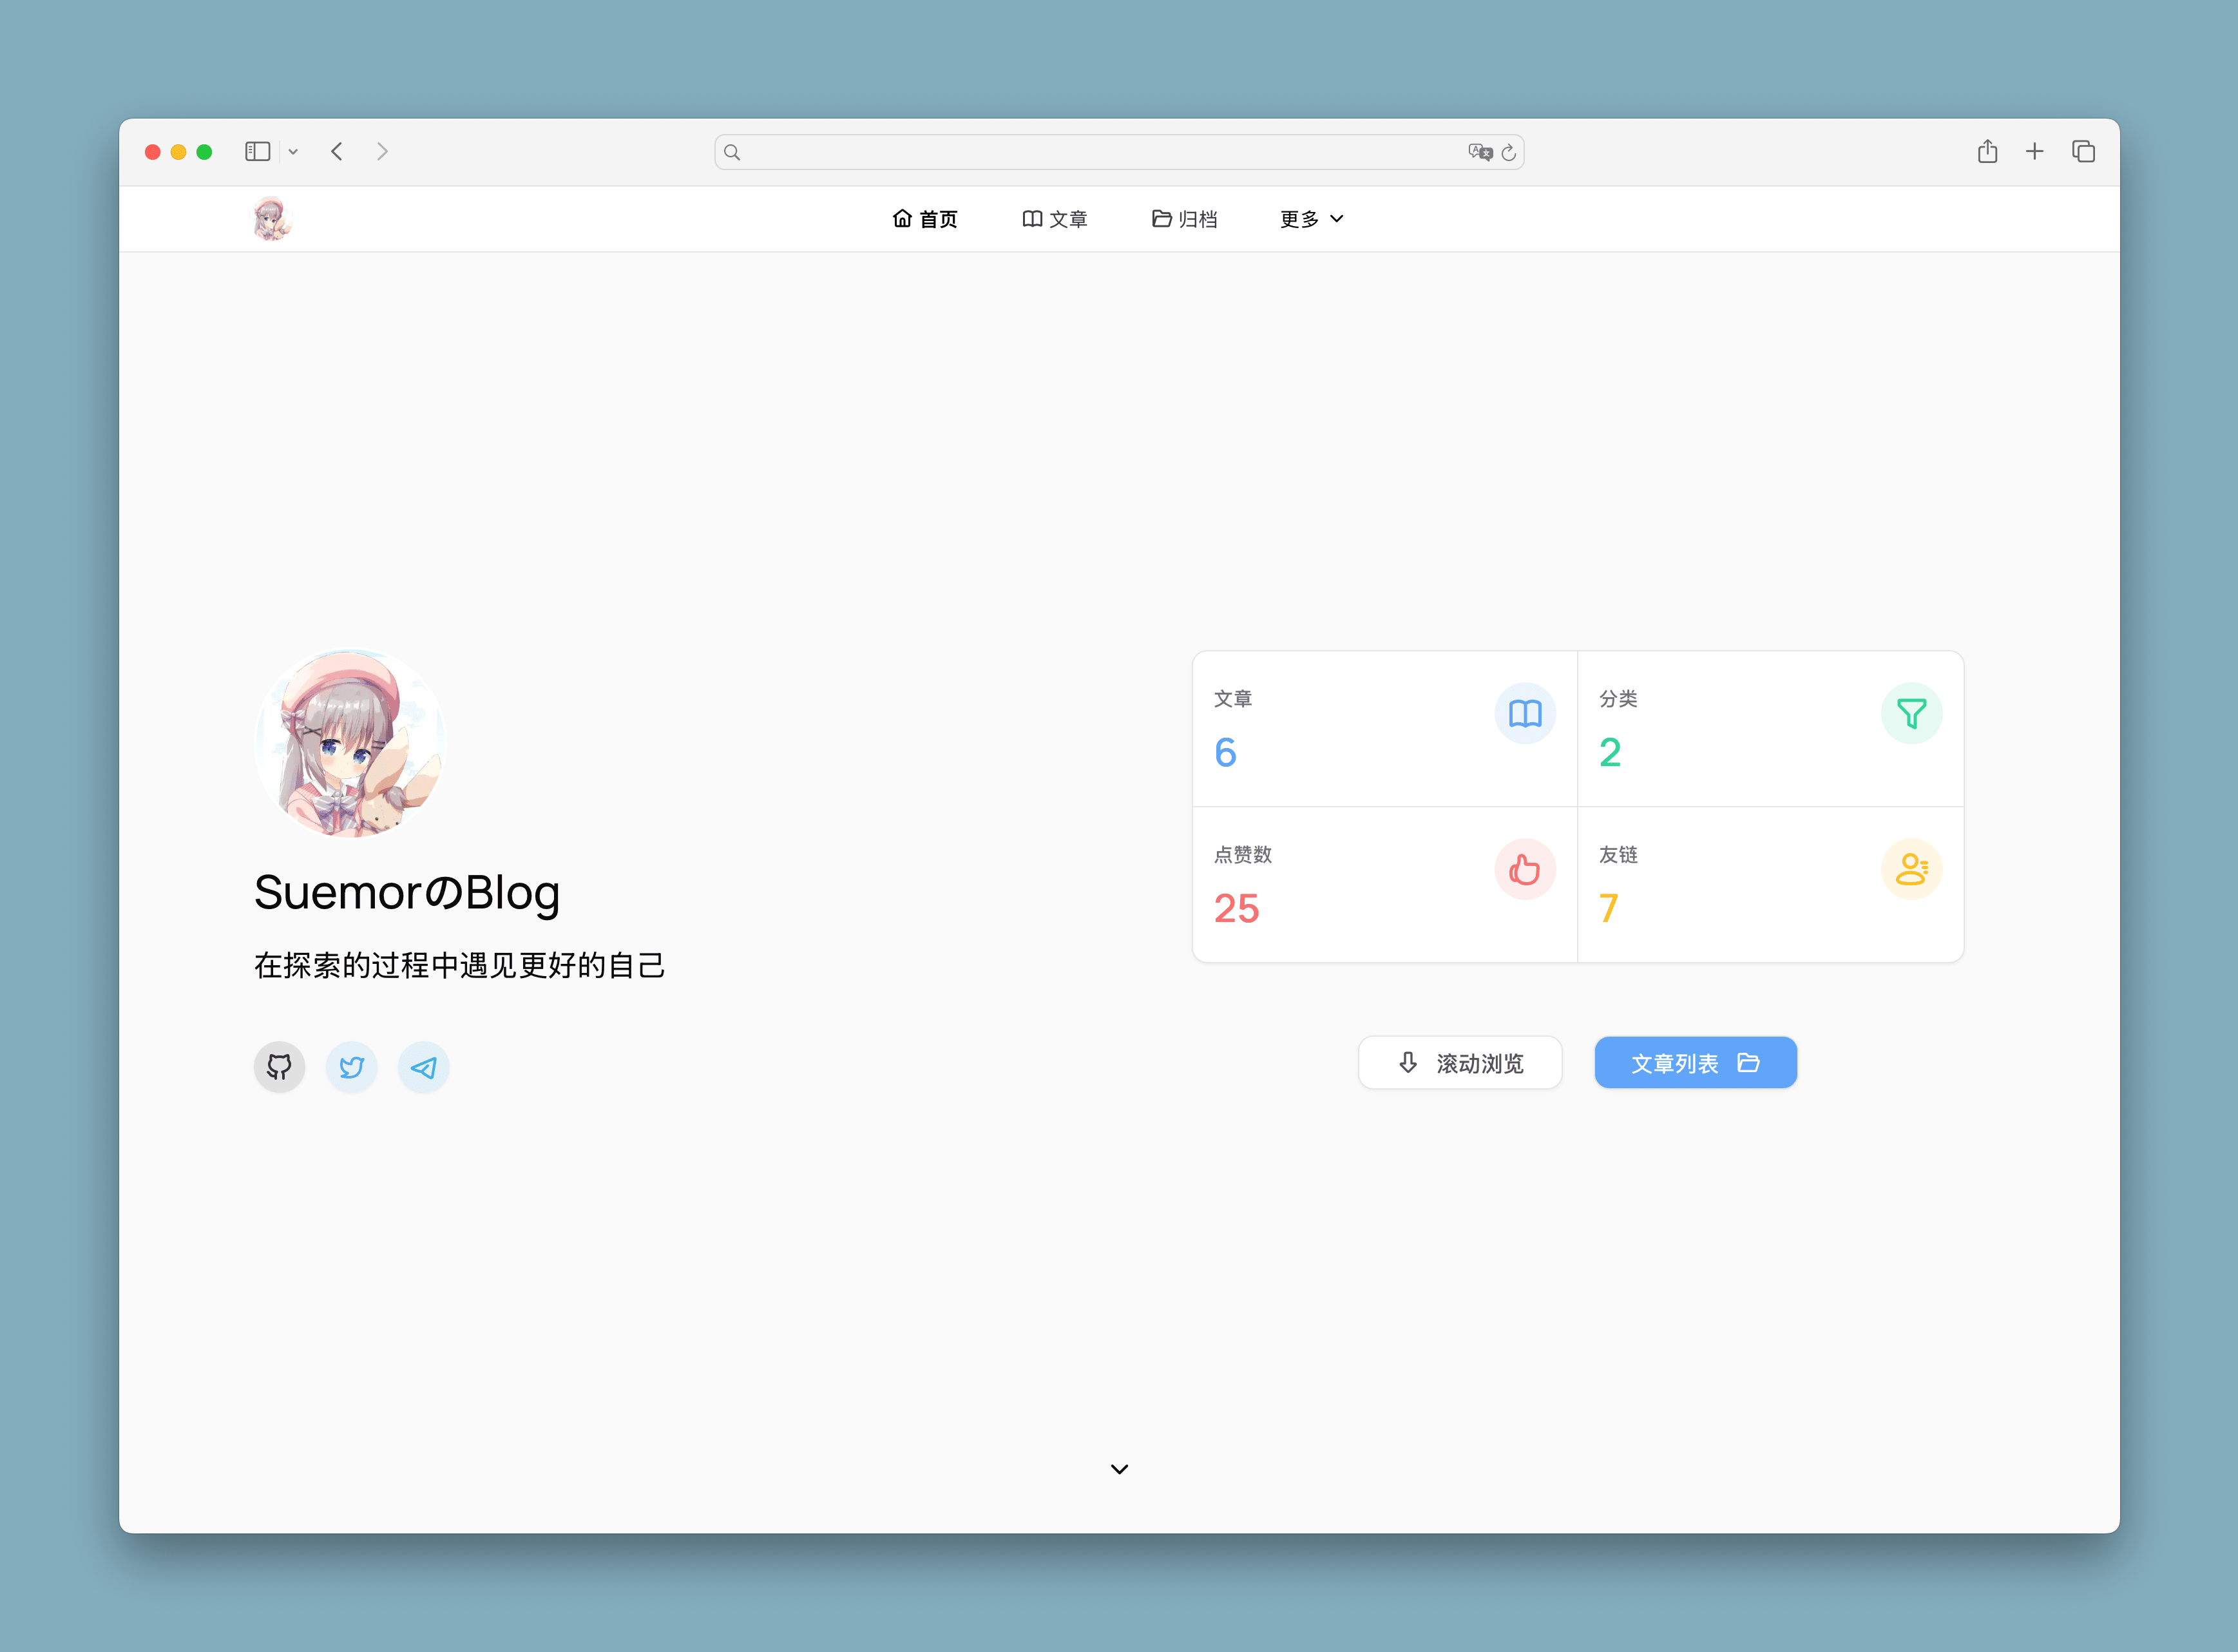 首页 文章 归档 更多
SuemorのBlog
在探索的过程中遇见更好的自己
文章
6
分类
2
点赞数
25
友链
7
滚动浏览
文章列表